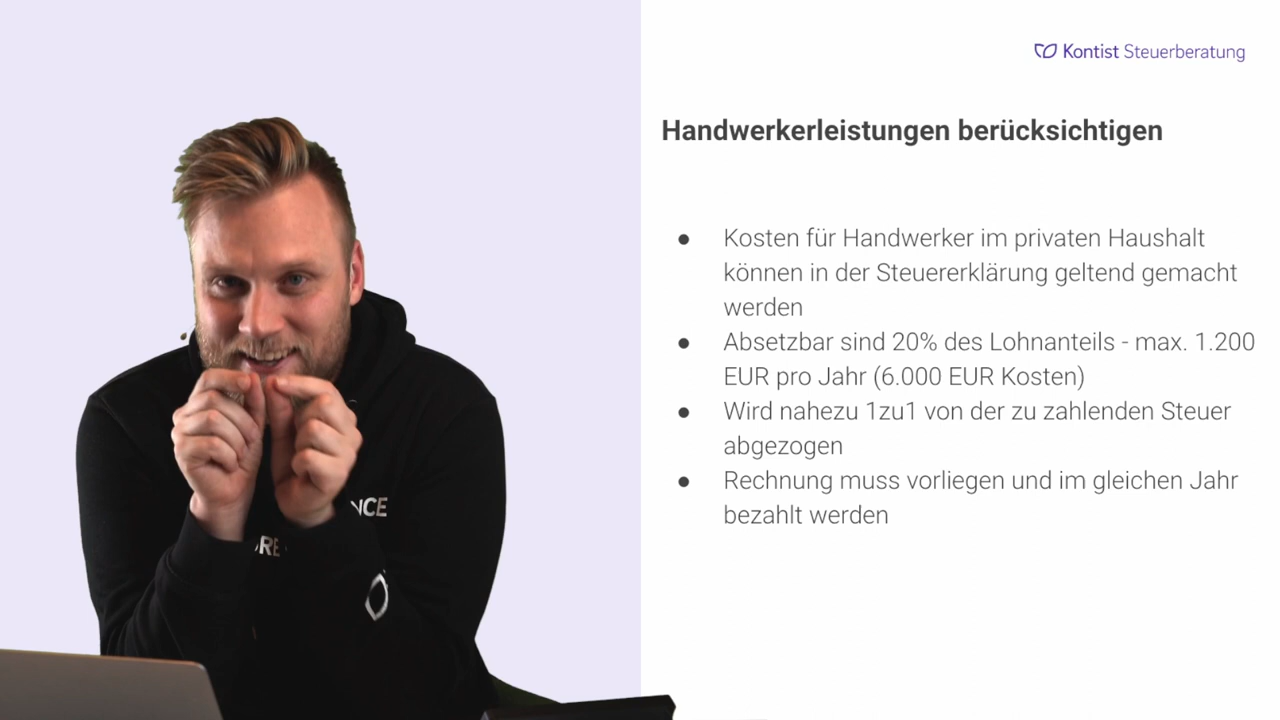 Kontist Steuerberatung
Handwerkerleistungen berücksichtigen
● Kosten für Handwerker im privaten Haushalt
können in der Steuererklärung geltend gemacht
werden
● Absetzbar sind 20% des Lohnanteils - max. 1.200
EUR pro Jahr (6.000 EUR Kosten)
● Wird nahezu 1zu1 von der zu zahlenden Steuer
abgezogen
● Rechnung muss vorliegen und im gleichen Jahr
bezahlt werden